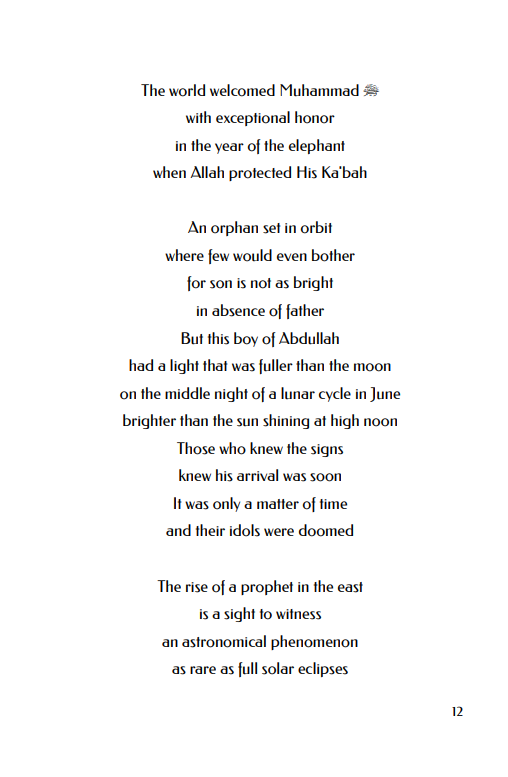 The world welcomed Muhammad ﷺ
with exceptional honor
in the year of the elephant
when Allah protected His Ka'bah
An orphan set in orbit
where few would even bother
for son is not as bright
in absence of father
But this boy of Abdullah
had a light that was fuller than the moon
on the middle night of a lunar cycle in June
brighter than the sun shining at high noon
Those who knew the signs
knew his arrival was soon
It was only a matter of time
and their idols were doomed
The rise of a prophet in the east
is a sight to witness
an astronomical phenomenon
as rare as full solar eclipses
12